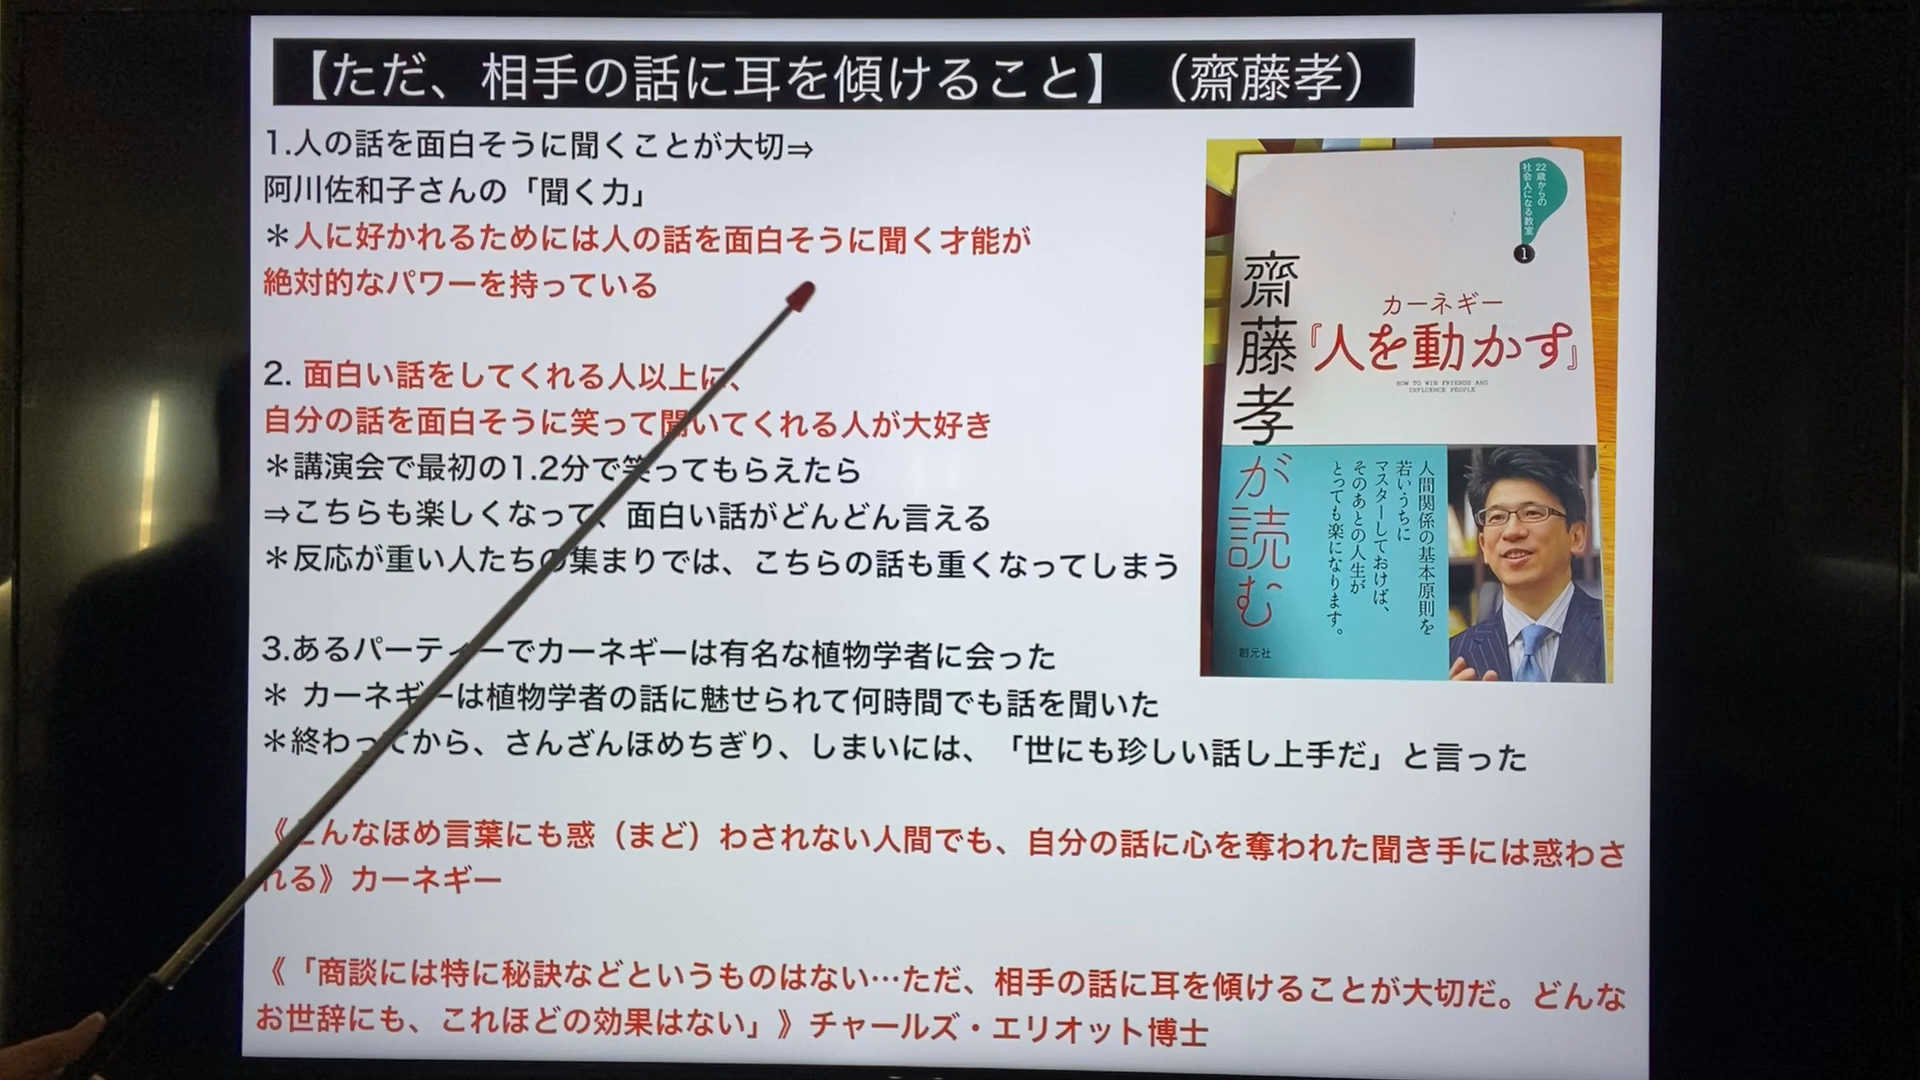 【ただ、相手の話に耳を傾けること】（齋藤孝）
1.人の話を面白そうに聞くことが大切⇒
阿川佐和子さんの「聞く力」
＊人に好かれるためには人の話を面白そうに聞く才能が
絶対的なパワーを持っている
2. 面白い話をしてくれる人以上に、
自分の話を面白そうに笑って聞いてくれる人が大好き
＊講演会で最初の1.2分で笑ってもらえたら
⇒こちらも楽しくなって、面白い話がどんどん言える
＊反応が重い人たちの集まりでは、こちらの話も重くなってしまう
3.あるパーティーでカーネギーは有名な植物学者に会った
＊ カーネギーは植物学者の話に魅せられて何時間でも話を聞いた
＊終わってから、さんざんほめちぎり、しまいには、「世にも珍しい話し上手だ」と言った
《どんなほめ言葉にも惑（まど）わされない人間でも、自分の話に心を奪われた聞き手には惑わさ
れる》カーネギー
《「商談には特に秘訣などというものはない…ただ、相手の話に耳を傾けることが大切だ。どんな
お世辞にも、これほどの効果はない」》チャールズ・エリオット博士
22歳からの
社会人になる教室
1
カーネギー
『人を動かす』
HOW TO WIN FRIENDS AND
INFLUENCE PEOPLE
齋藤孝が読む
人間関係の基本原則を
若いうちに
マスターしておけば、
そのあとの人生が
とっても楽になります。
創元社